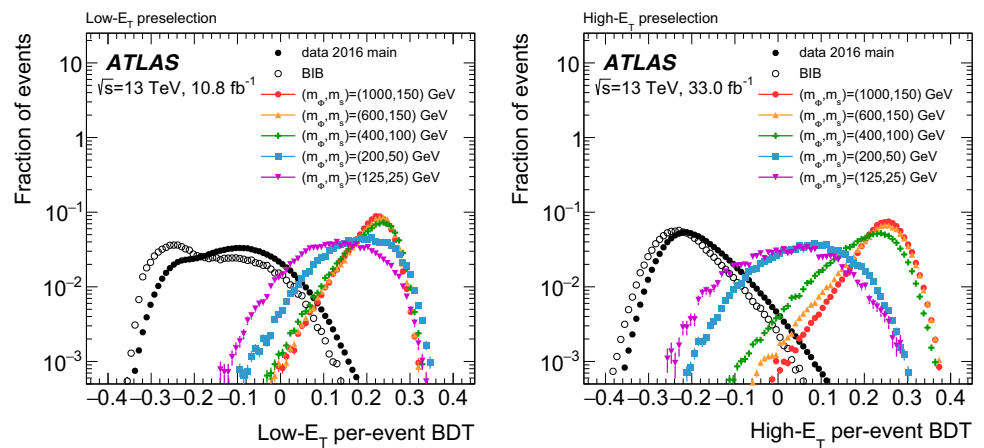 Low-E_T preselection
Fraction of events
10
1
10⁻¹
10⁻²
10⁻³
ATLAS
√s=13 TeV, 10.8 fb⁻¹
data 2016 main
BIB
(m_Φ,m_s)=(1000,150) GeV
(m_Φ,m_s)=(600,150) GeV
(m_Φ,m_s)=(400,100) GeV
(m_Φ,m_s)=(200,50) GeV
(m_Φ,m_s)=(125,25) GeV
−0.4 −0.3 −0.2 −0.1 0 0.1 0.2 0.3 0.4
Low-E_T per-event BDT
High-E_T preselection
Fraction of events
10
1
10⁻¹
10⁻²
10⁻³
ATLAS
√s=13 TeV, 33.0 fb⁻¹
data 2016 main
BIB
(m_Φ,m_s)=(1000,150) GeV
(m_Φ,m_s)=(600,150) GeV
(m_Φ,m_s)=(400,100) GeV
(m_Φ,m_s)=(200,50) GeV
(m_Φ,m_s)=(125,25) GeV
−0.4 −0.3 −0.2 −0.1 0 0.1 0.2 0.3 0.4
High-E_T per-event BDT